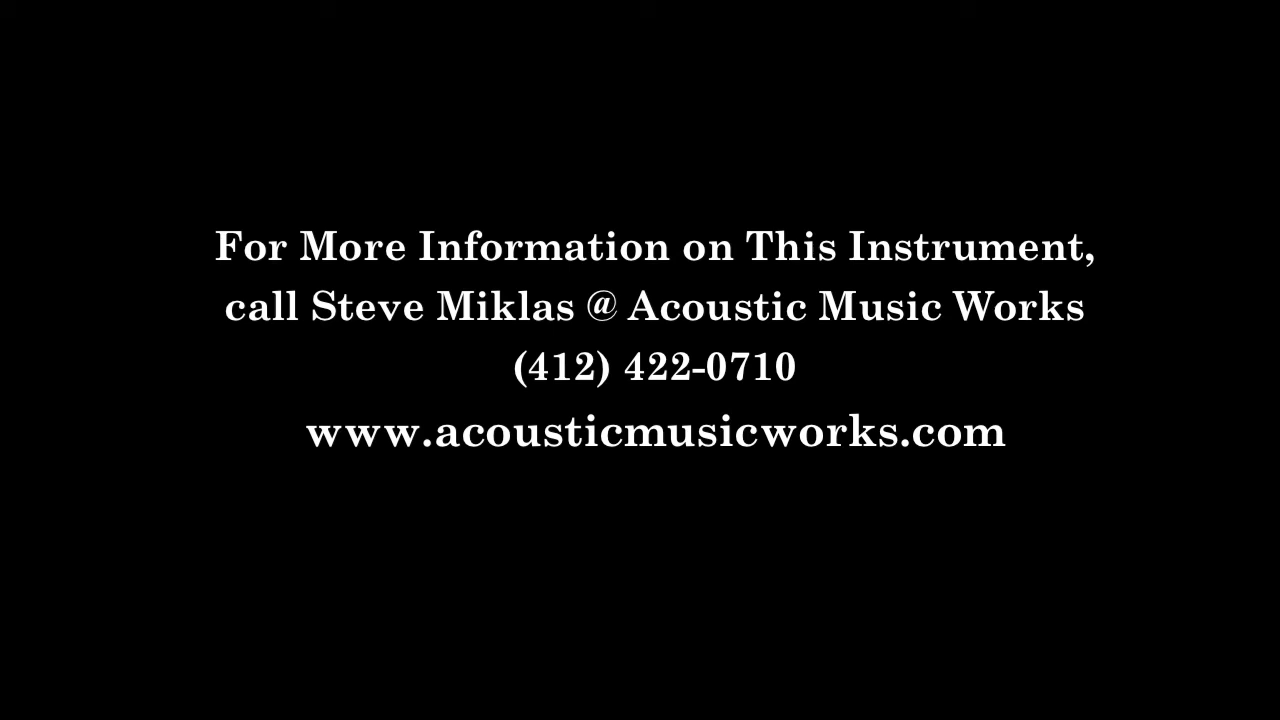 For More Information on This Instrument,
call Steve Miklas @ Acoustic Music Works
(412) 422-0710
www.acousticmusicworks.com